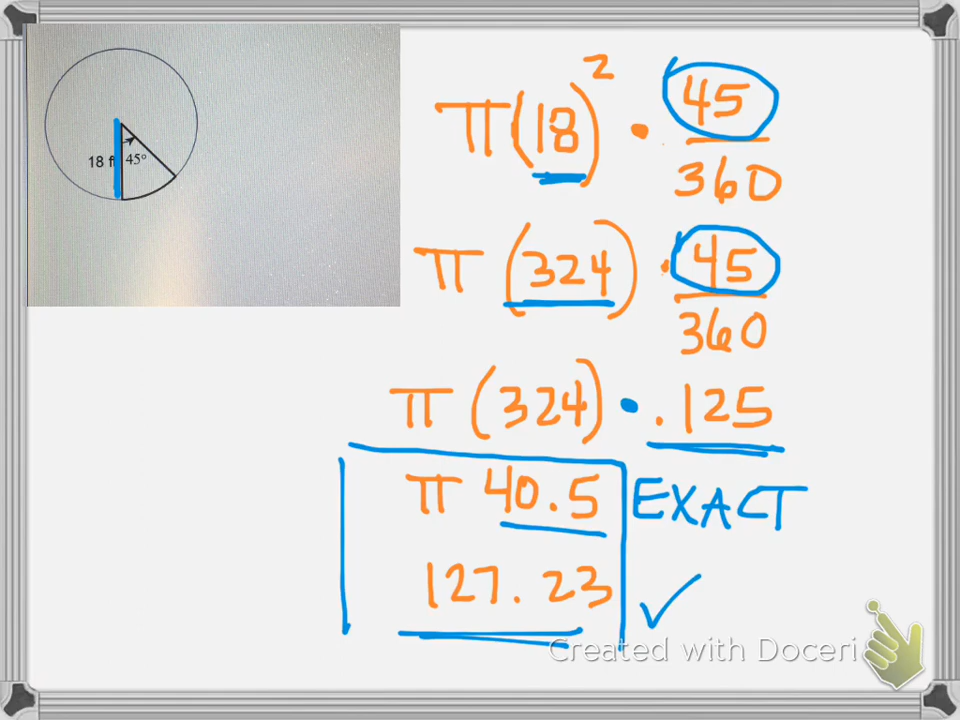 18 ft 45°
π(18)² · 45/360
π(324) · 45/360
π(324) · .125
π 40.5 EXACT
127.23 ✓
Created with Doceri